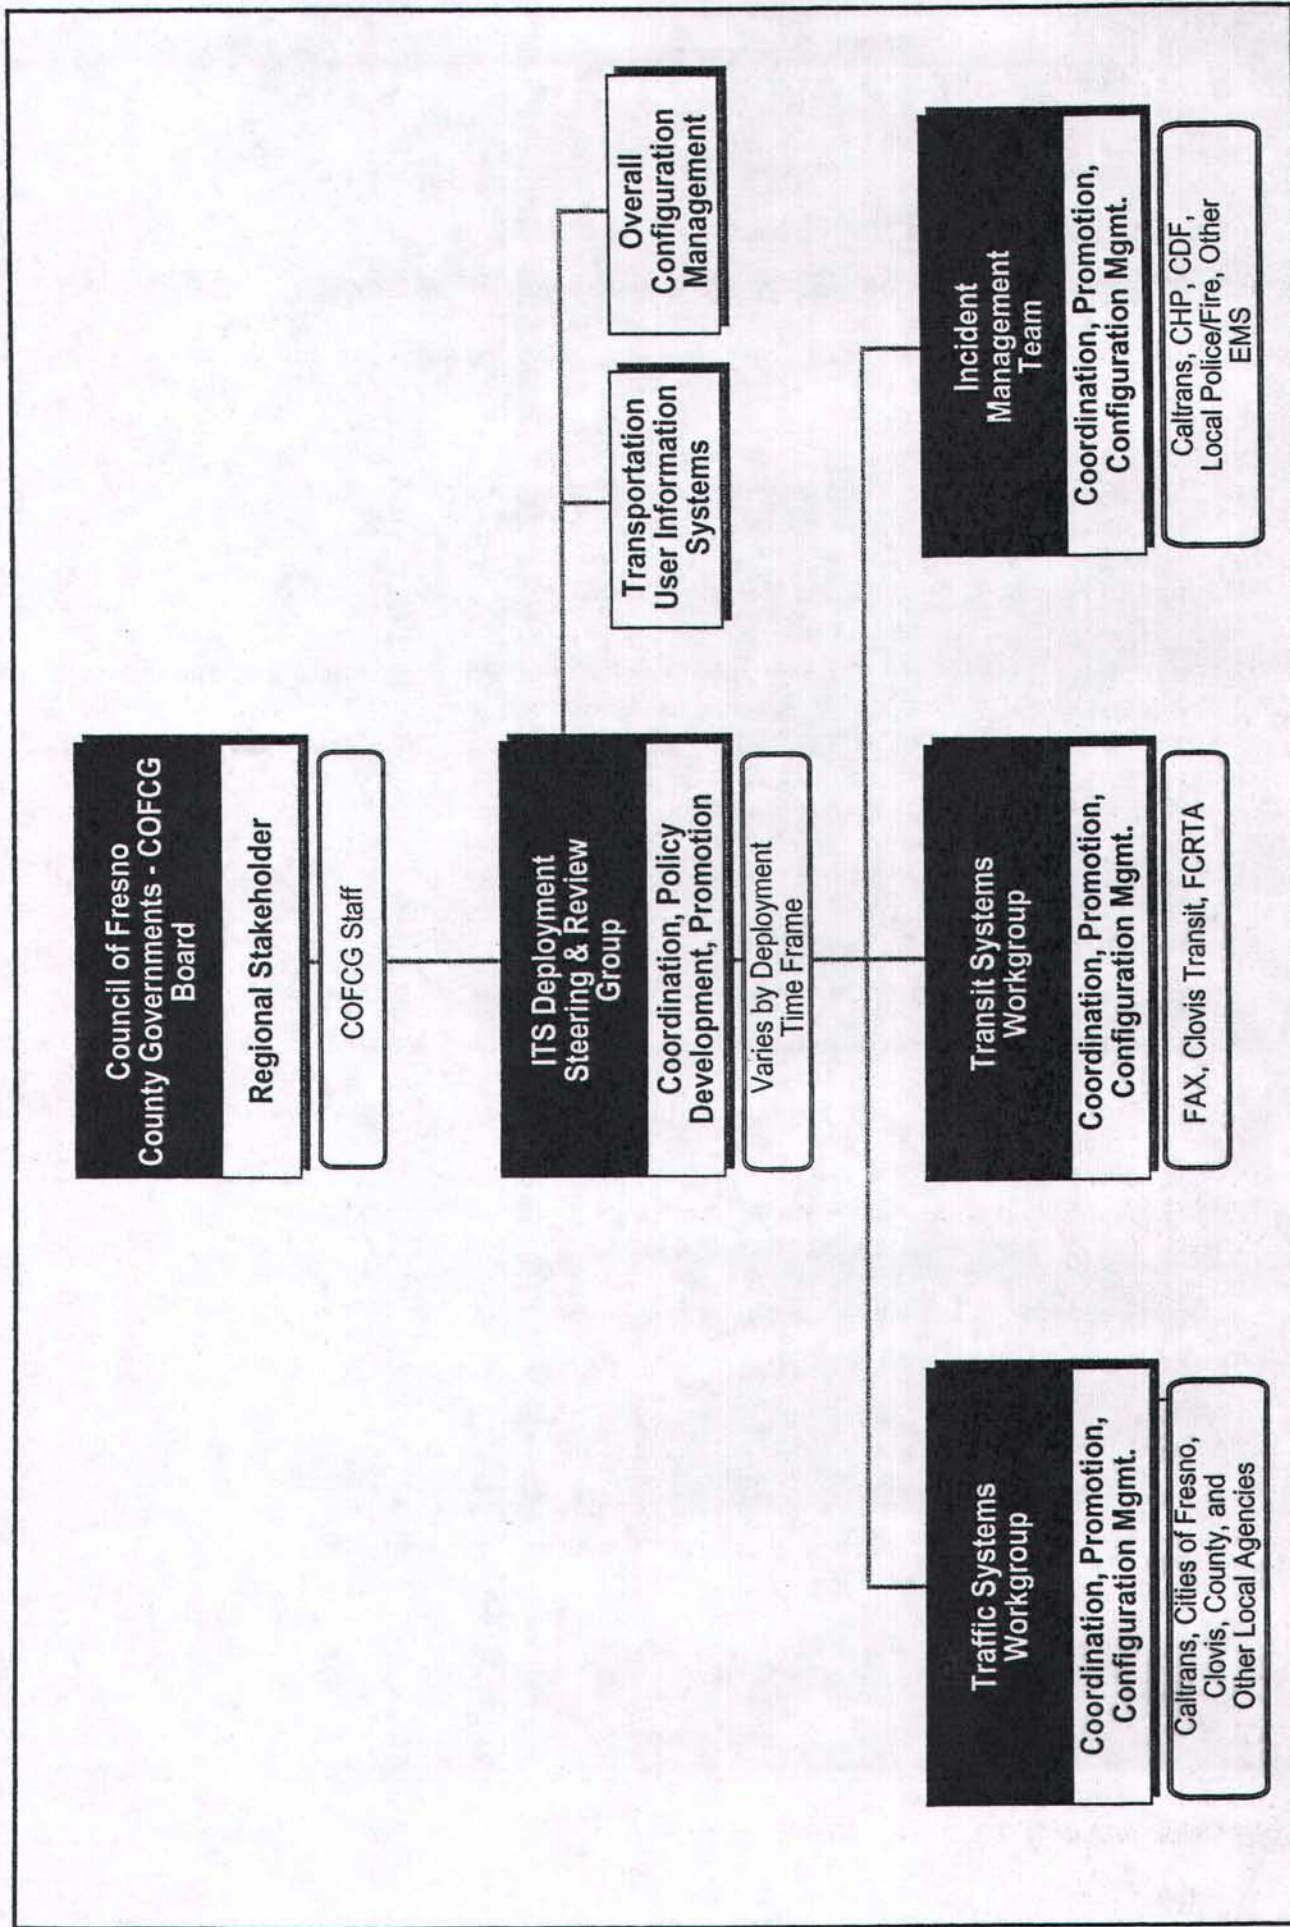 Council of Fresno
County Governments - COFCG
Board
Regional Stakeholder
COFCG Staff
ITS Deployment
Steering & Review
Group
Coordination, Policy
Development, Promotion
Varies by Deployment
Time Frame
Transportation
User Information
Systems
Overall
Configuration
Management
Traffic Systems
Workgroup
Coordination, Promotion,
Configuration Mgmt.
Caltrans, Cities of Fresno,
Clovis, County, and
Other Local Agencies
Transit Systems
Workgroup
Coordination, Promotion,
Configuration Mgmt.
FAX, Clovis Transit, FCRTA
Incident
Management
Team
Coordination, Promotion,
Configuration Mgmt.
Caltrans, CHP, CDF,
Local Police/Fire, Other
EMS